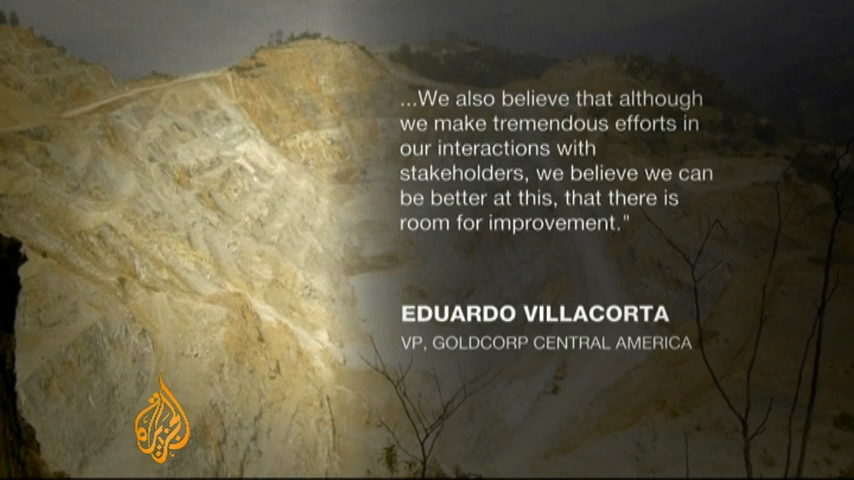 ...We also believe that although
we make tremendous efforts in
our interactions with
stakeholders, we believe we can
be better at this, that there is
room for improvement."
EDUARDO VILLACORTA
VP, GOLDCORP CENTRAL AMERICA
الجزيرة